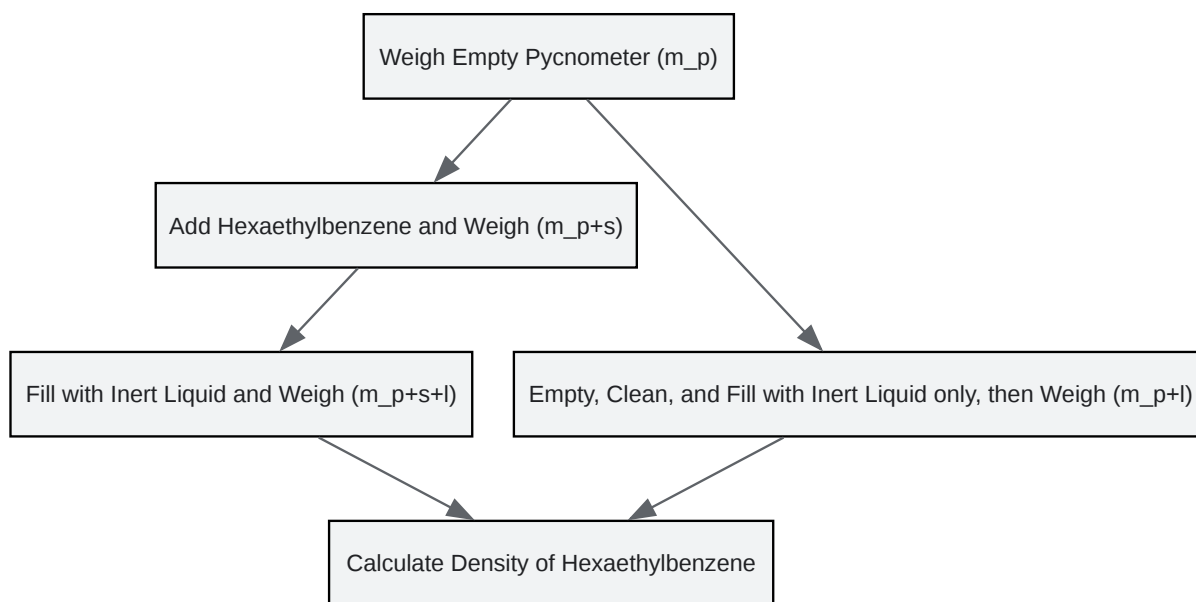 Weigh Empty Pycnometer (m_p)
Add Hexaethylbenzene and Weigh (m_p+s)
Fill with Inert Liquid and Weigh (m_p+s+l)
Empty, Clean, and Fill with Inert Liquid only, then Weigh (m_p+l)
Calculate Density of Hexaethylbenzene